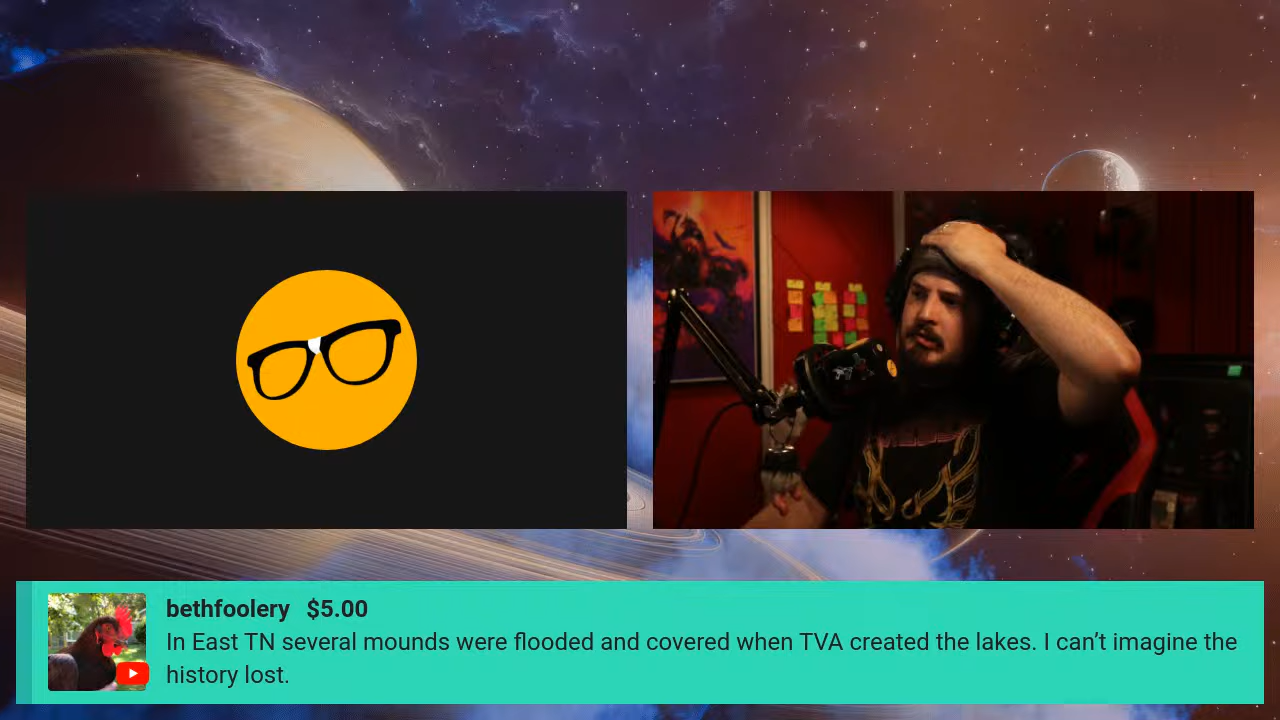 bethfoolery $5.00
In East TN several mounds were flooded and covered when TVA created the lakes. I can’t imagine the
history lost.